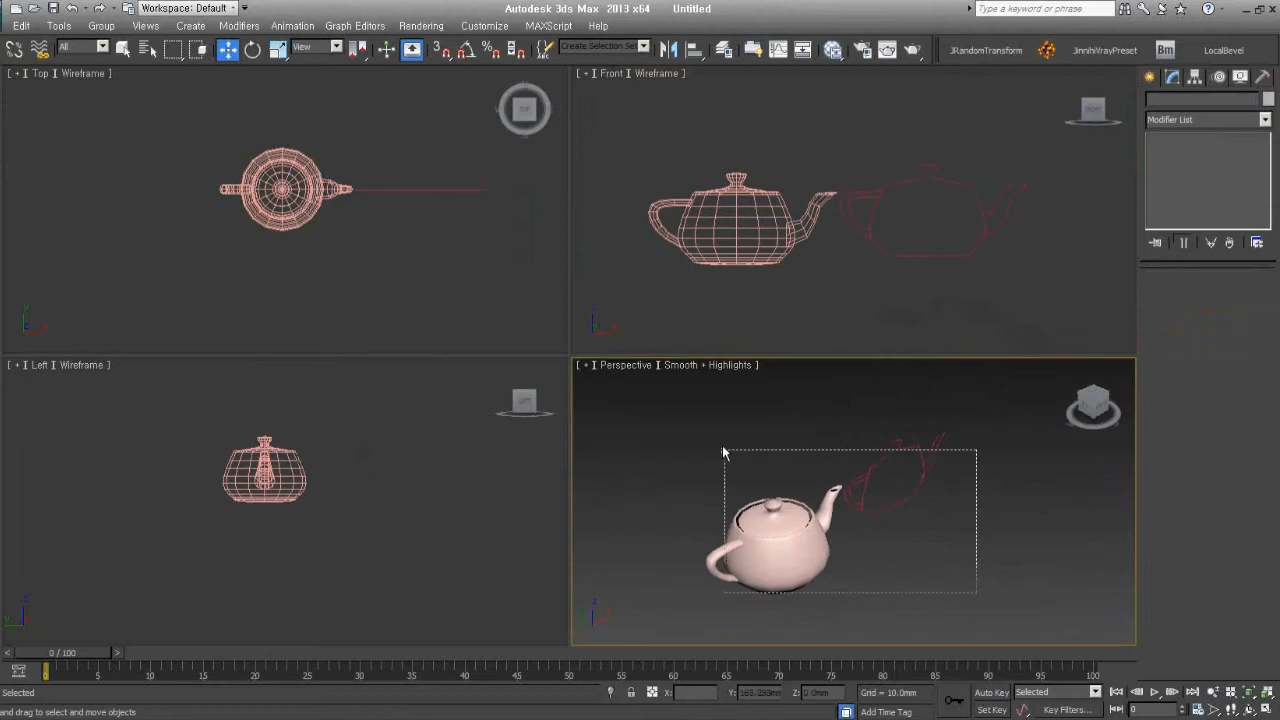 Workspace: Default
Autodesk 3ds Max 2013 x64 Untitled
Type a keyword or phrase
Edit Tools Group Views Create Modifiers Animation Graph Editors Rendering Customize MAXScript Help
All View Create Selection Set JRandomTransform JinnihVrayPreset Bm LocalBevel
[ + ] Top ] Wireframe ]
[ + ] Front ] Wireframe ]
Modifier List
[ + ] Left ] Wireframe ]
[ + ] Perspective ] Smooth + Highlights ]
0 / 100
0 5 10 15 20 25 30 35 40 45 50 55 60 65 70 75 80 85 90 95 100
Selected X: Y: Z: 0.0mm Grid = 10.0mm Auto Key Selected
and drag to select and move objects Add Time Tag Set Key Key Filters... 0